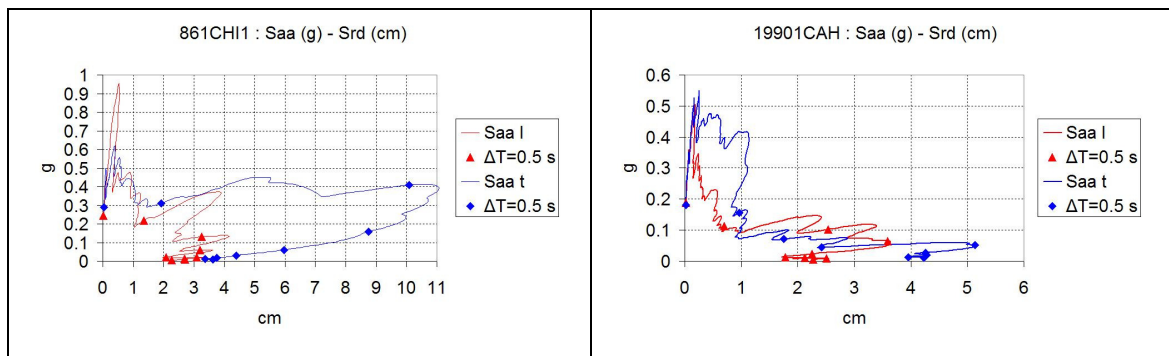 861CHI1 : Saa (g) - Srd (cm)
1
0.9
0.8
0.7
0.6
0.5
0.4
0.3
0.2
0.1
0
g
0 1 2 3 4 5 6 7 8 9 10 11
cm
Saa l
ΔT=0.5 s
Saa t
ΔT=0.5 s
19901CAH : Saa (g) - Srd (cm)
0.6
0.5
0.4
0.3
0.2
0.1
0
g
0 1 2 3 4 5 6
cm
Saa l
ΔT=0.5 s
Saa t
ΔT=0.5 s